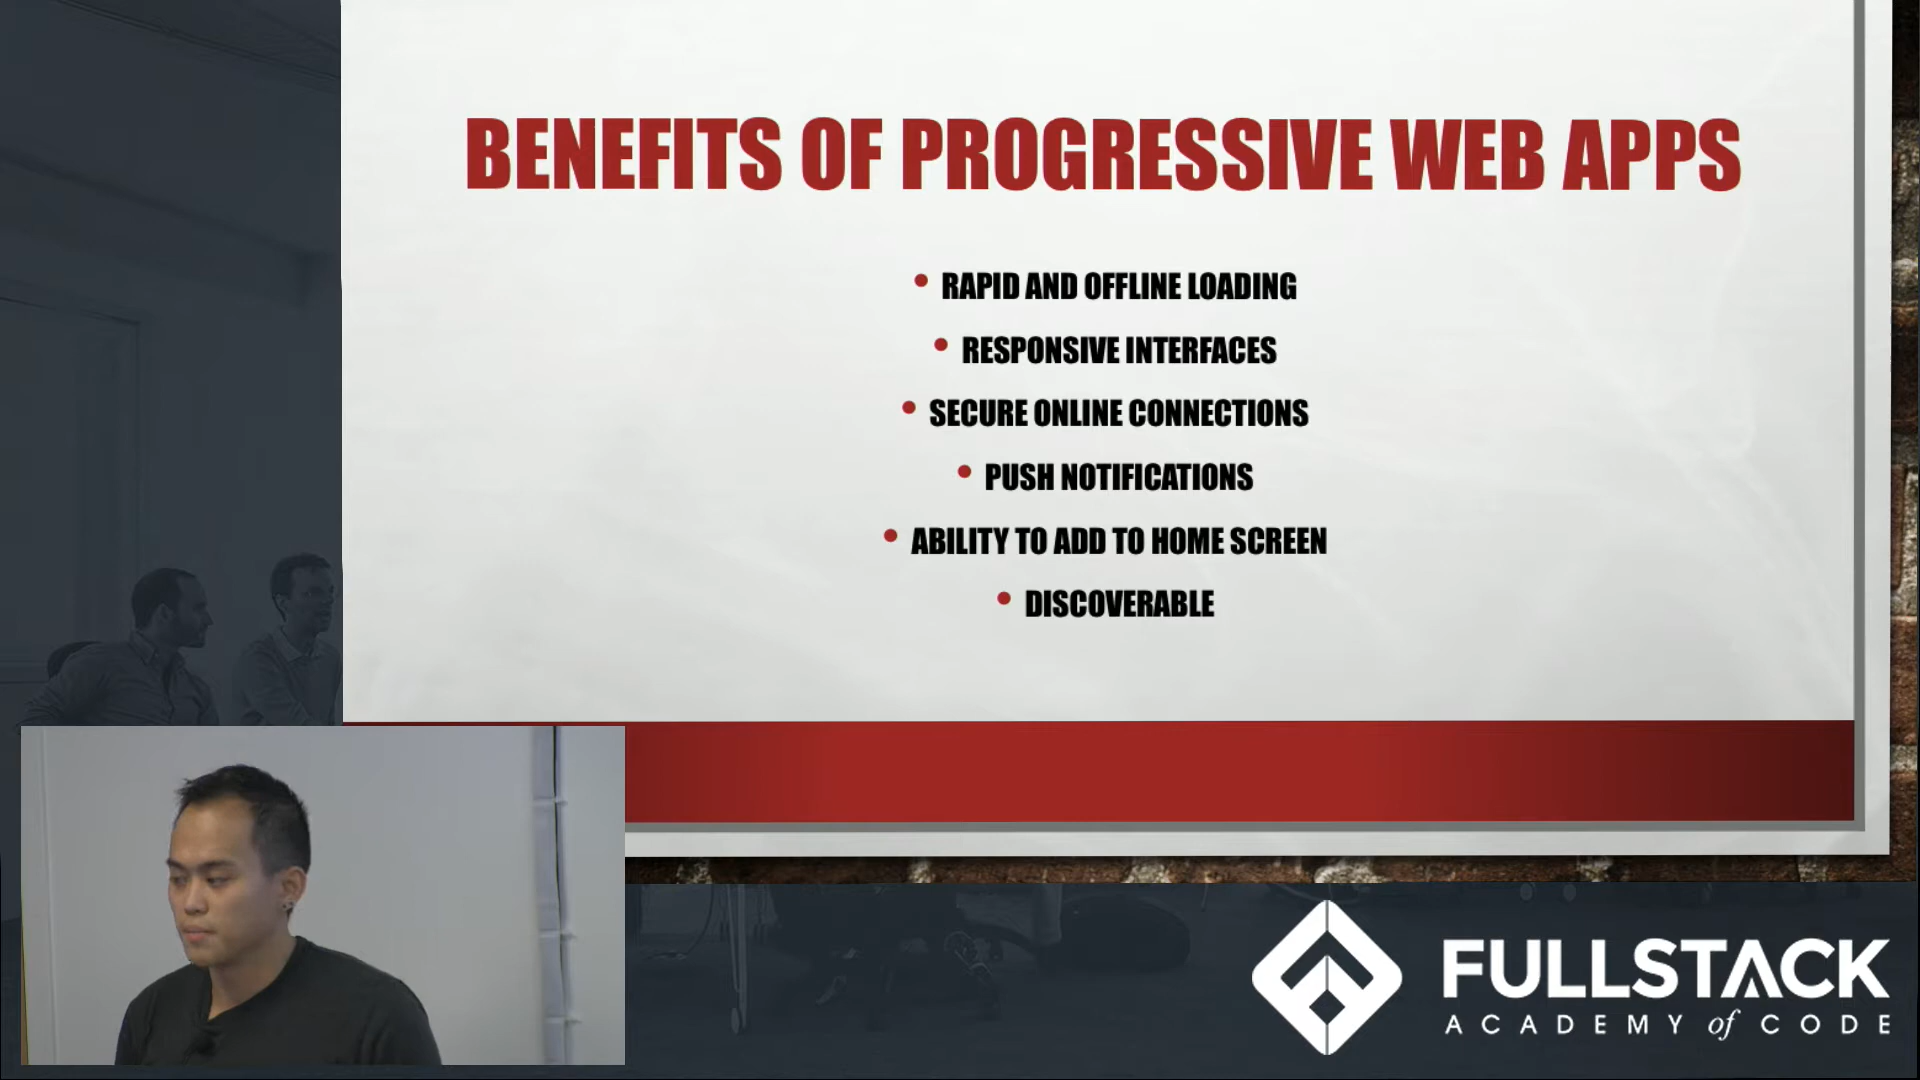 BENEFITS OF PROGRESSIVE WEB APPS
• RAPID AND OFFLINE LOADING
• RESPONSIVE INTERFACES
• SECURE ONLINE CONNECTIONS
• PUSH NOTIFICATIONS
• ABILITY TO ADD TO HOME SCREEN
• DISCOVERABLE
FULLSTACK
ACADEMY of CODE